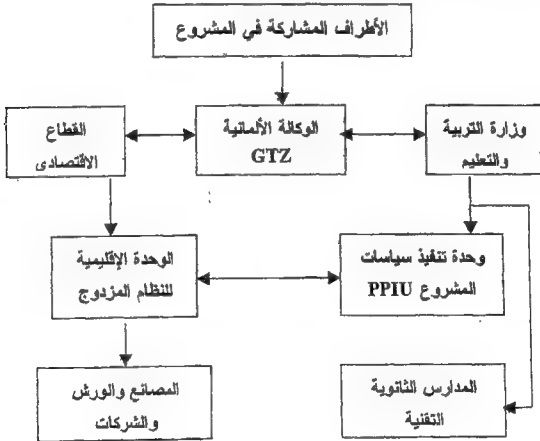 الأطراف المشاركة في المشروع
وزارة التربية
والتعليم
الوكالة الألمانية
GTZ
القطاع
الاقتصادى
وحدة تنفيذ سياسات
المشروع PPIU
الوحدة الإقليمية
للنظام المزدوج
المدارس الثانوية
التقنية
المصانع والورش
والشركات